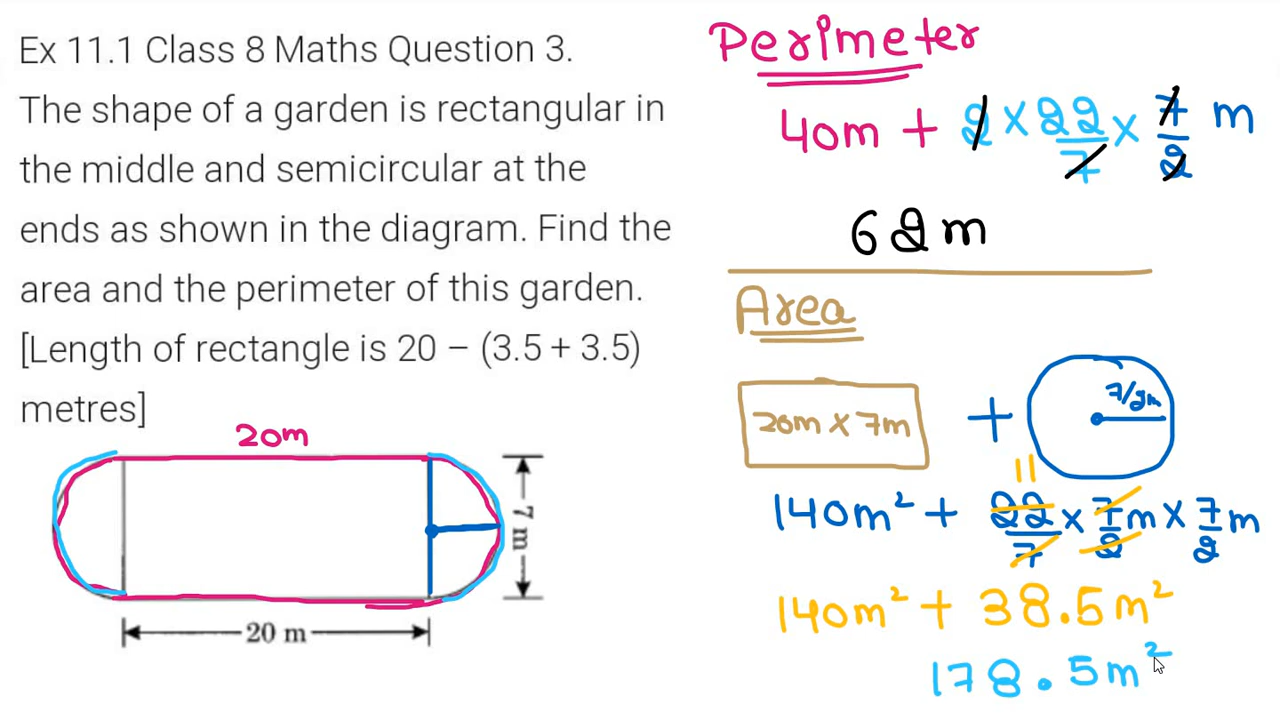 Ex 11.1 Class 8 Maths Question 3.
The shape of a garden is rectangular in
the middle and semicircular at the
ends as shown in the diagram. Find the
area and the perimeter of this garden.
[Length of rectangle is 20 – (3.5 + 3.5)
metres]
20m
7 m
20 m
Perimeter
40m + 2 × 22/7 × 7/2 m
62m
Area
20m × 7m + 7/2m
11
140m² + 22/7 × 7/2 m × 7/2 m
140m² + 38.5m²
178.5m²